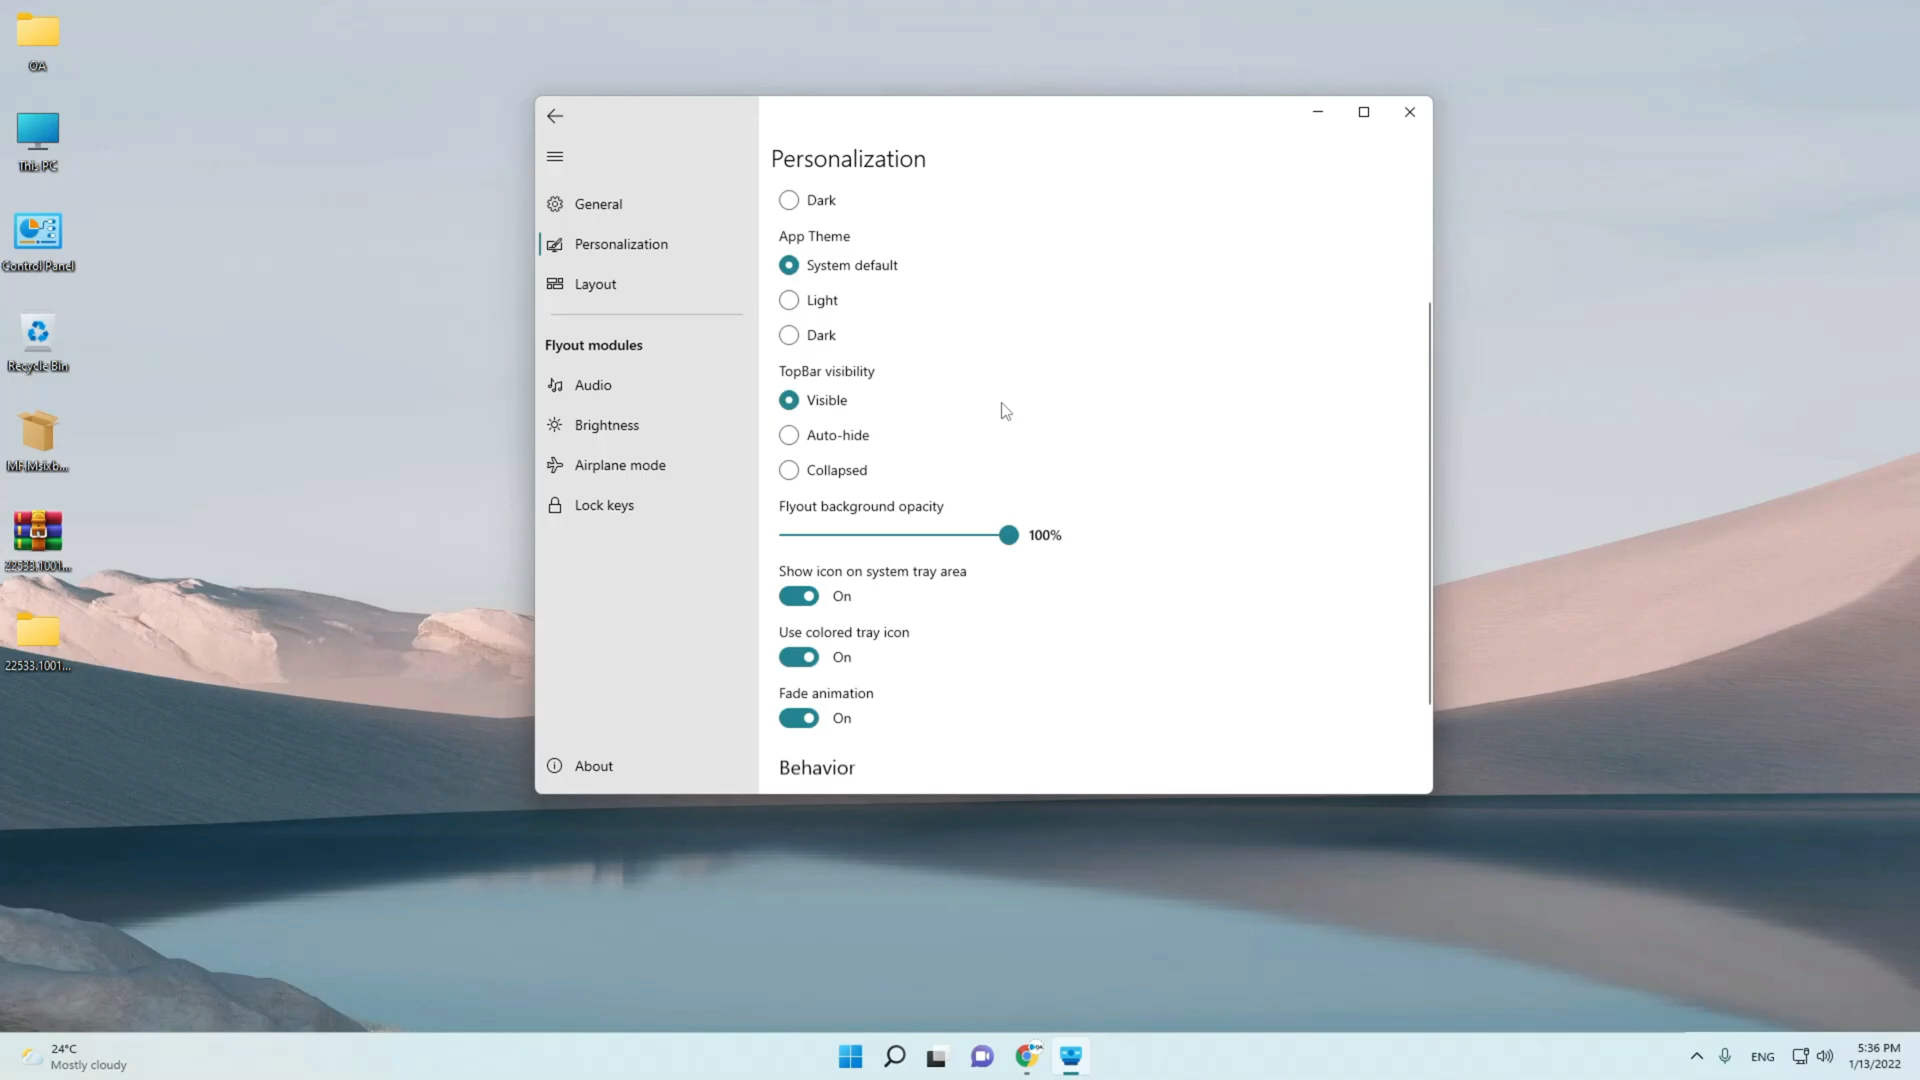 OA
This PC
Control Panel
Recycle Bin
MF.Msixb...
22533.1001...
22533.1001...
General
Personalization
Layout
Flyout modules
Audio
Brightness
Airplane mode
Lock keys
About
Personalization
Dark
App Theme
System default
Light
Dark
TopBar visibility
Visible
Auto-hide
Collapsed
Flyout background opacity
100%
Show icon on system tray area
On
Use colored tray icon
On
Fade animation
On
Behavior
24°C
Mostly cloudy
ENG
5:36 PM
1/13/2022